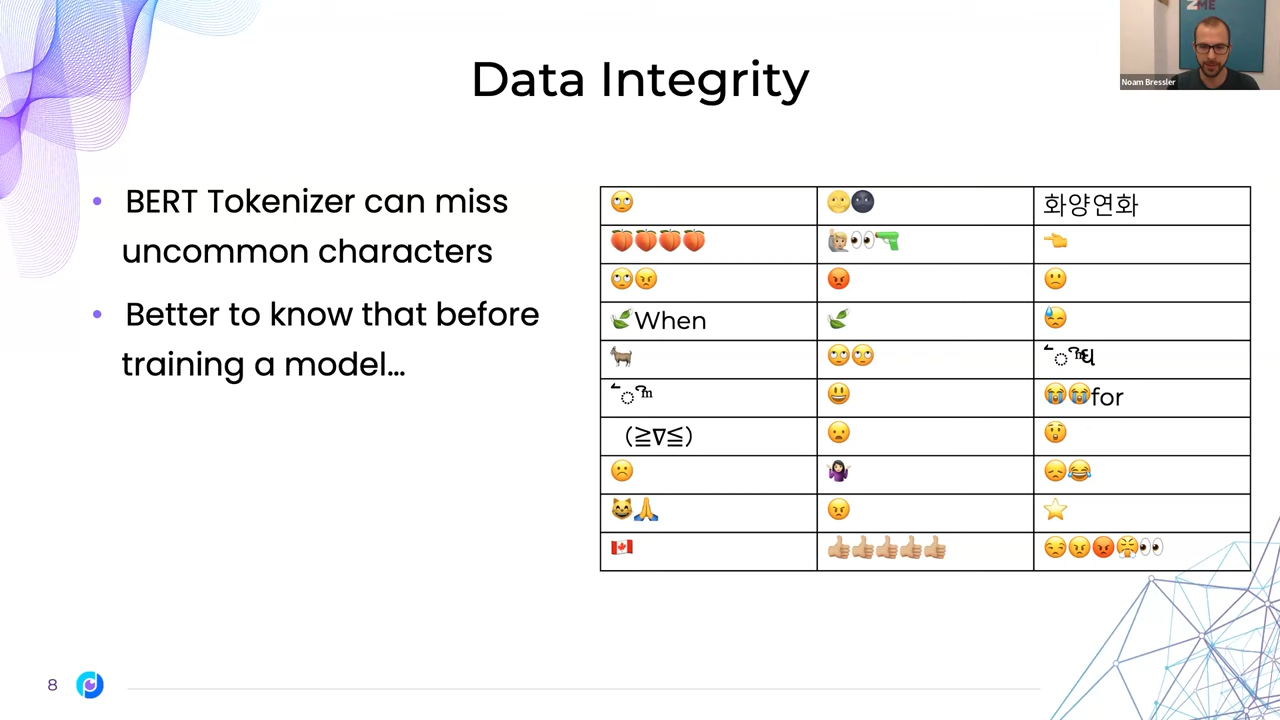 ME
Noam Bressler
Data Integrity
• BERT Tokenizer can miss
uncommon characters
• Better to know that before
training a model...
🙄 🌝🌚 화양연화
🍑🍑🍑🍑 🙋🏼‍♂️👀🔫 👈
🙄😠 😡 🙁
🍃When 🍃 😓
🐐 🙄🙄
😃 😭😭for
(≧∇≦) 😦 😲
☹️ 🤷🏻‍♀️ 😞😂
😺🙏 😠 ⭐
🇨🇦 👍🏼👍🏼👍🏼👍🏼👍🏼 😒😠😡😤👀
8